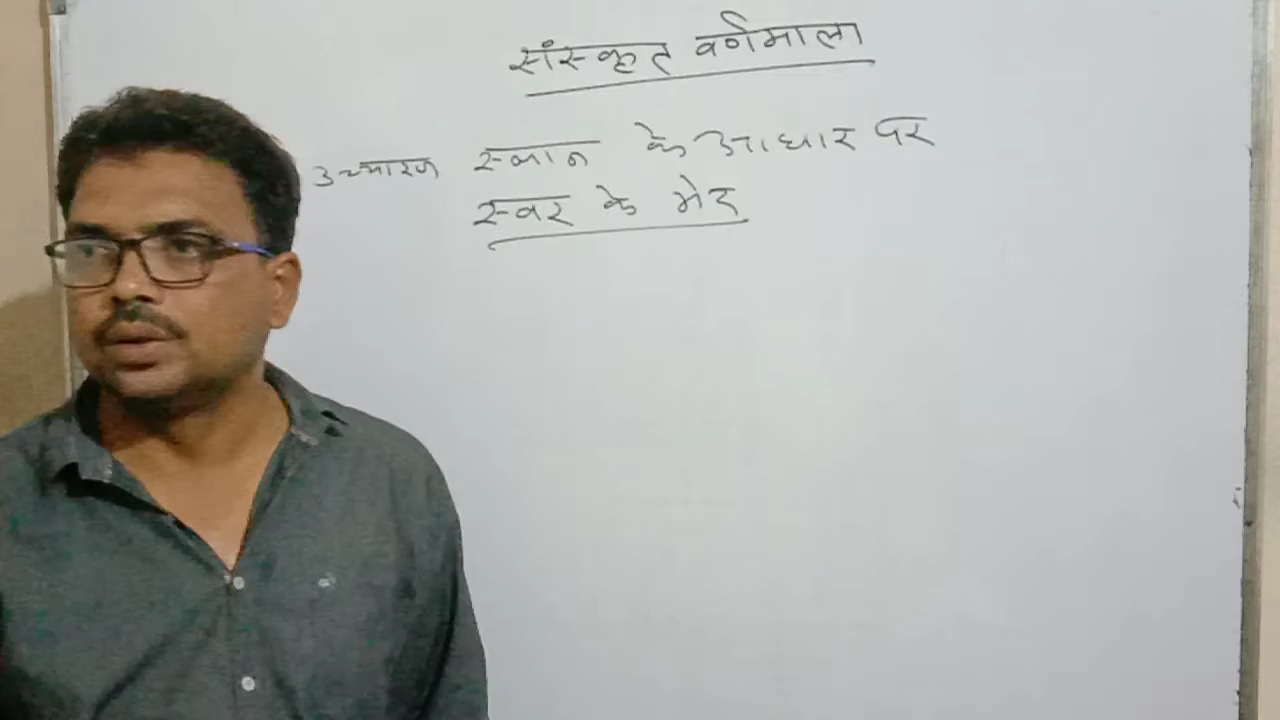 संस्कृत वर्णमाला
उच्चारण स्थान के आधार पर
स्वर के भेद